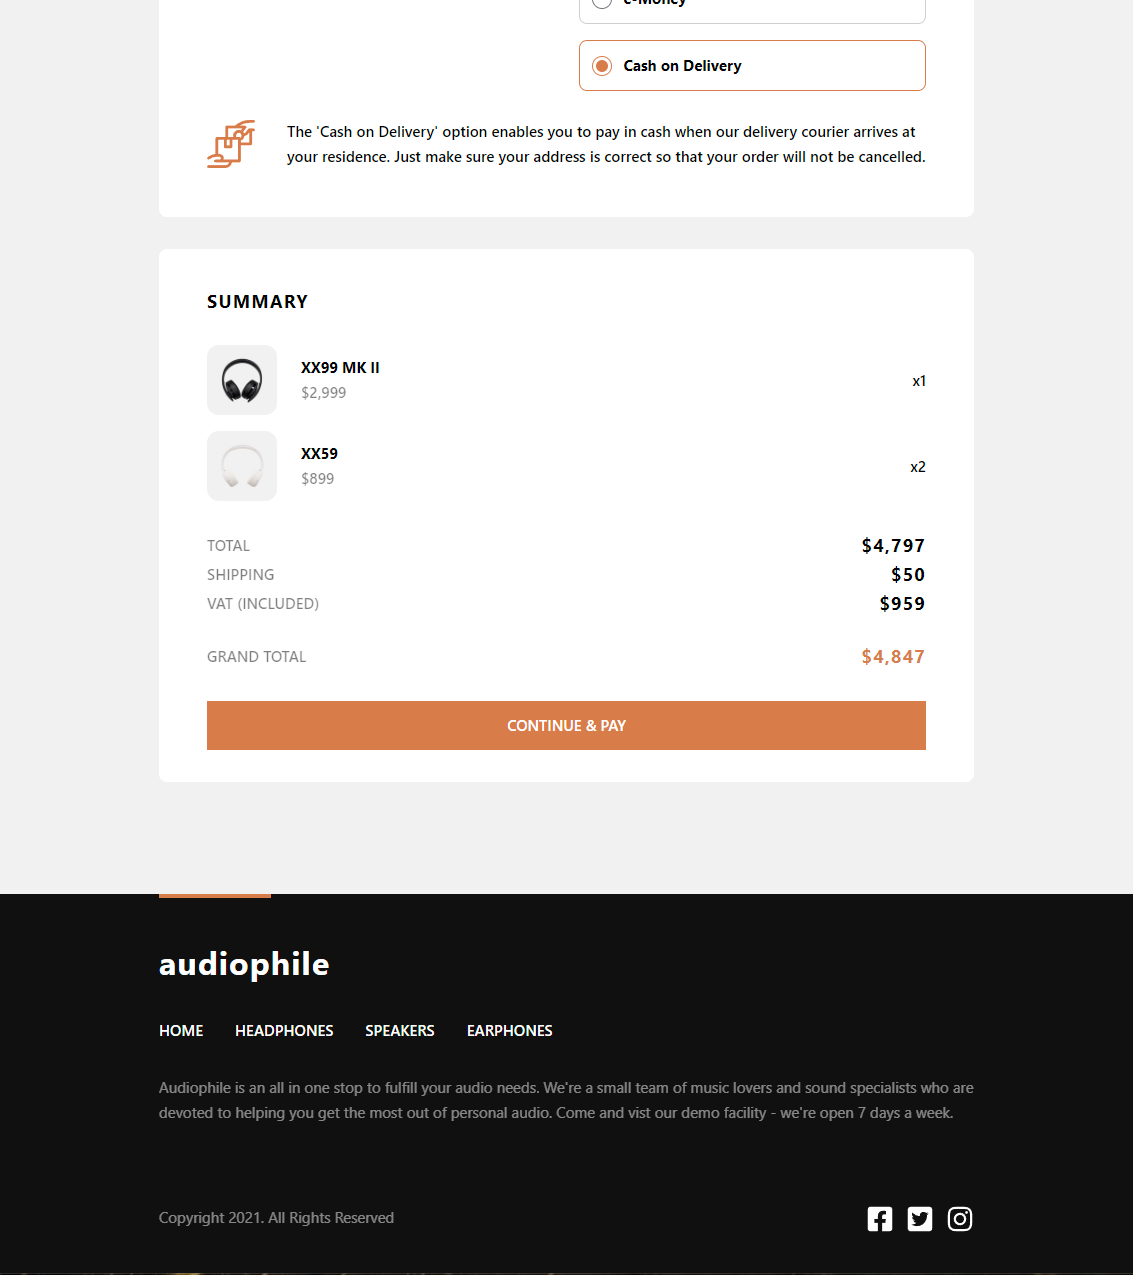 e-Money
Cash on Delivery
The 'Cash on Delivery' option enables you to pay in cash when our delivery courier arrives at
your residence. Just make sure your address is correct so that your order will not be cancelled.
SUMMARY
XX99 MK II
$2,999
x1
XX59
$899
x2
TOTAL
$4,797
SHIPPING
$50
VAT (INCLUDED)
$959
GRAND TOTAL
$4,847
CONTINUE & PAY
audiophile
HOME HEADPHONES SPEAKERS EARPHONES
Audiophile is an all in one stop to fulfill your audio needs. We're a small team of music lovers and sound specialists who are
devoted to helping you get the most out of personal audio. Come and vist our demo facility - we're open 7 days a week.
Copyright 2021. All Rights Reserved